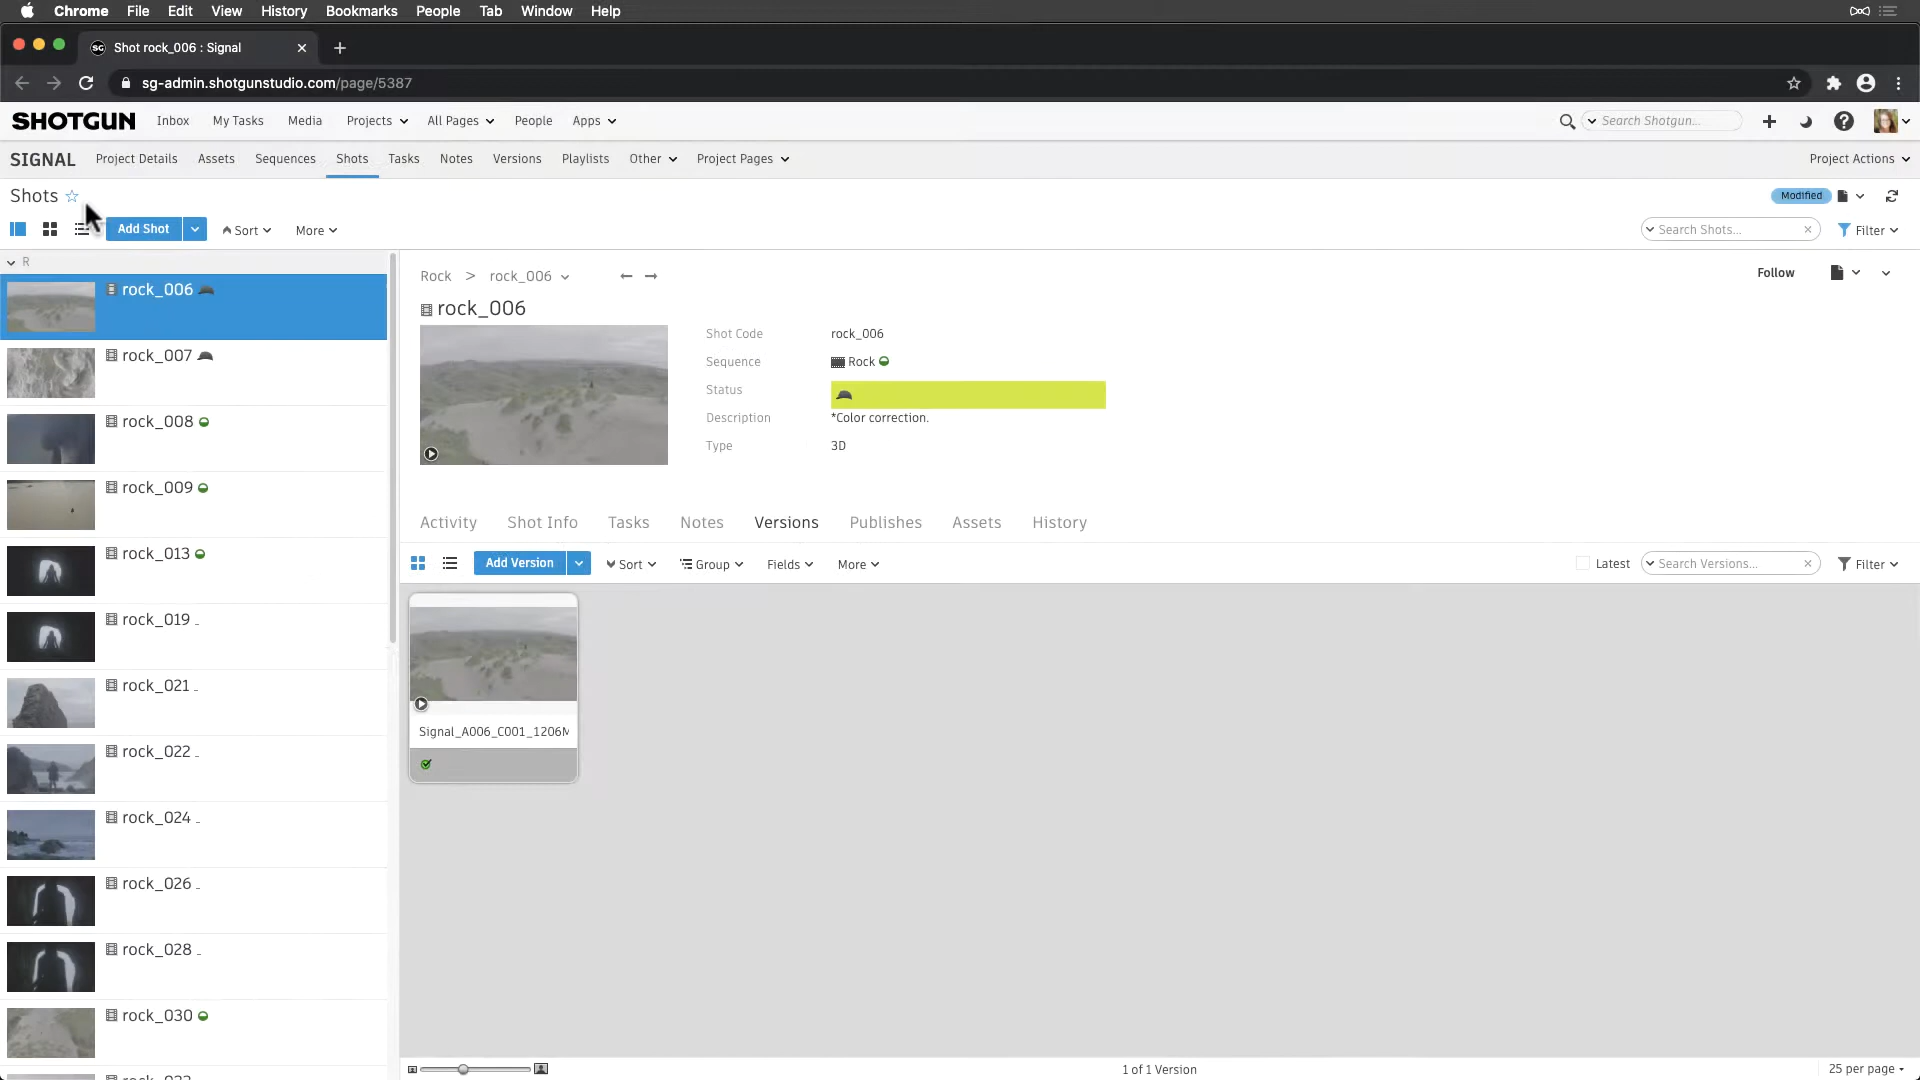 Chrome File Edit View History Bookmarks People Tab Window Help
SG Shot rock_006 : Signal
sg-admin.shotgunstudio.com/page/5387
SHOTGUN Inbox My Tasks Media Projects All Pages People Apps Search Shotgun...
SIGNAL Project Details Assets Sequences Shots Tasks Notes Versions Playlists Other Project Pages Project Actions
Shots Modified
Add Shot Sort More Search Shots... Filter
R
rock_006
rock_007
rock_008
rock_009
rock_013
rock_019
rock_021
rock_022
rock_024
rock_026
rock_028
rock_030
Rock > rock_006 Follow
rock_006
Shot Code rock_006
Sequence Rock
Status
Description *Color correction.
Type 3D
Activity Shot Info Tasks Notes Versions Publishes Assets History
Add Version Sort Group Fields More Latest Search Versions... Filter
Signal_A006_C001_1206M
1 of 1 Version 25 per page